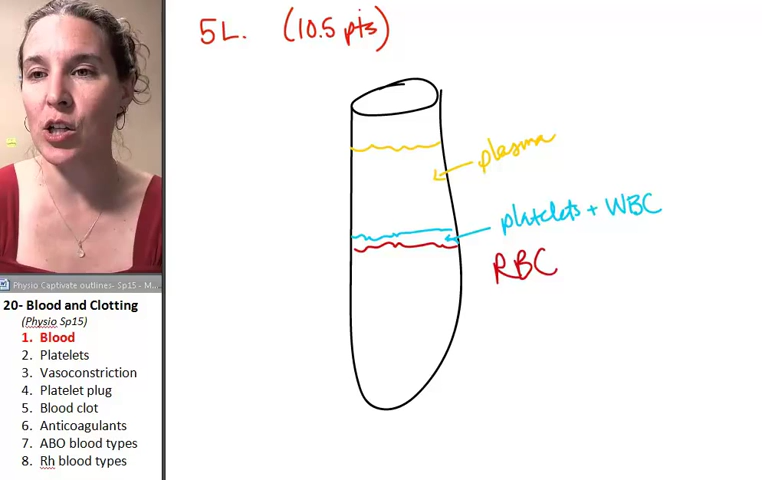 5L. (10.5 pts)
plasma
platelets + WBC
RBC
Physio Captivate outlines- Sp15 - M...
20- Blood and Clotting
(Physio Sp15)
1. Blood
2. Platelets
3. Vasoconstriction
4. Platelet plug
5. Blood clot
6. Anticoagulants
7. ABO blood types
8. Rh blood types